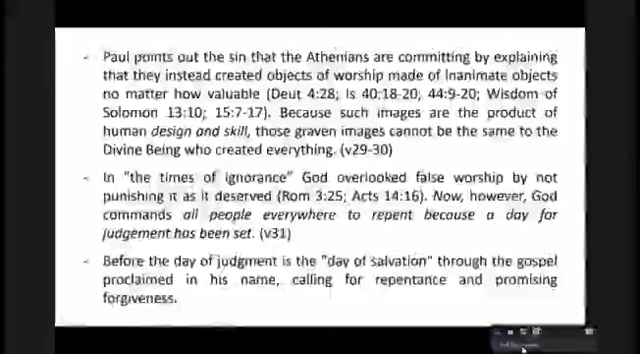 - Paul points out the sin that the Athenians are committing by explaining
that they instead created objects of worship made of inanimate objects
no matter how valuable (Deut 4:28; Is 40:18-20; 44:9-20; Wisdom of
Solomon 13:10; 15:7-17). Because such images are the product of
human design and skill, those graven images cannot be the same to the
Divine Being who created everything. (v29-30)
- In "the times of ignorance" God overlooked false worship by not
punishing it as it deserved (Rom 3:25; Acts 14:16). Now, however, God
commands all people everywhere to repent because a day for
judgement has been set. (v31)
- Before the day of judgment is the "day of salvation" through the gospel
proclaimed in his name, calling for repentance and promising
forgiveness.